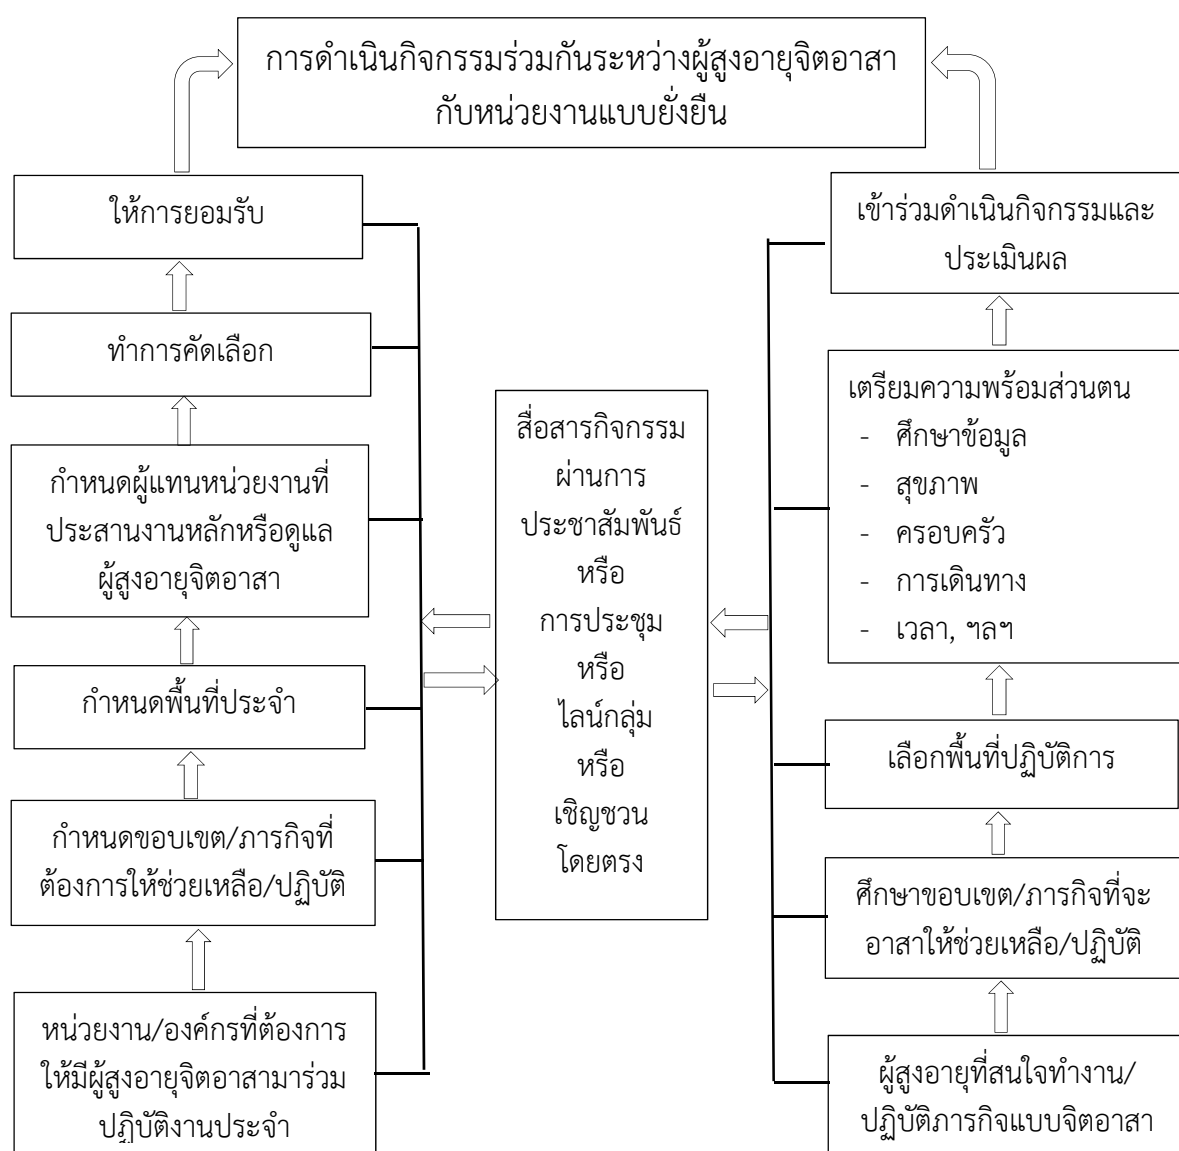 การดำเนินกิจกรรมร่วมกันระหว่างผู้สูงอายุจิตอาสา
กับหน่วยงานแบบยั่งยืน
ให้การยอมรับ
ทำการคัดเลือก
กำหนดผู้แทนหน่วยงานที่
ประสานงานหลักหรือดูแล
ผู้สูงอายุจิตอาสา
กำหนดพื้นที่ประจำ
กำหนดขอบเขต/ภารกิจที่
ต้องการให้ช่วยเหลือ/ปฏิบัติ
หน่วยงาน/องค์กรที่ต้องการ
ให้มีผู้สูงอายุจิตอาสามาร่วม
ปฏิบัติงานประจำ
สื่อสารกิจกรรม
ผ่านการ
ประชาสัมพันธ์
หรือ
การประชุม
หรือ
ไลน์กลุ่ม
หรือ
เชิญชวน
โดยตรง
เข้าร่วมดำเนินกิจกรรมและ
ประเมินผล
เตรียมความพร้อมส่วนตน
- ศึกษาข้อมูล
- สุขภาพ
- ครอบครัว
- การเดินทาง
- เวลา, ฯลฯ
เลือกพื้นที่ปฏิบัติการ
ศึกษาขอบเขต/ภารกิจที่จะ
อาสาให้ช่วยเหลือ/ปฏิบัติ
ผู้สูงอายุที่สนใจทำงาน/
ปฏิบัติภารกิจแบบจิตอาสา